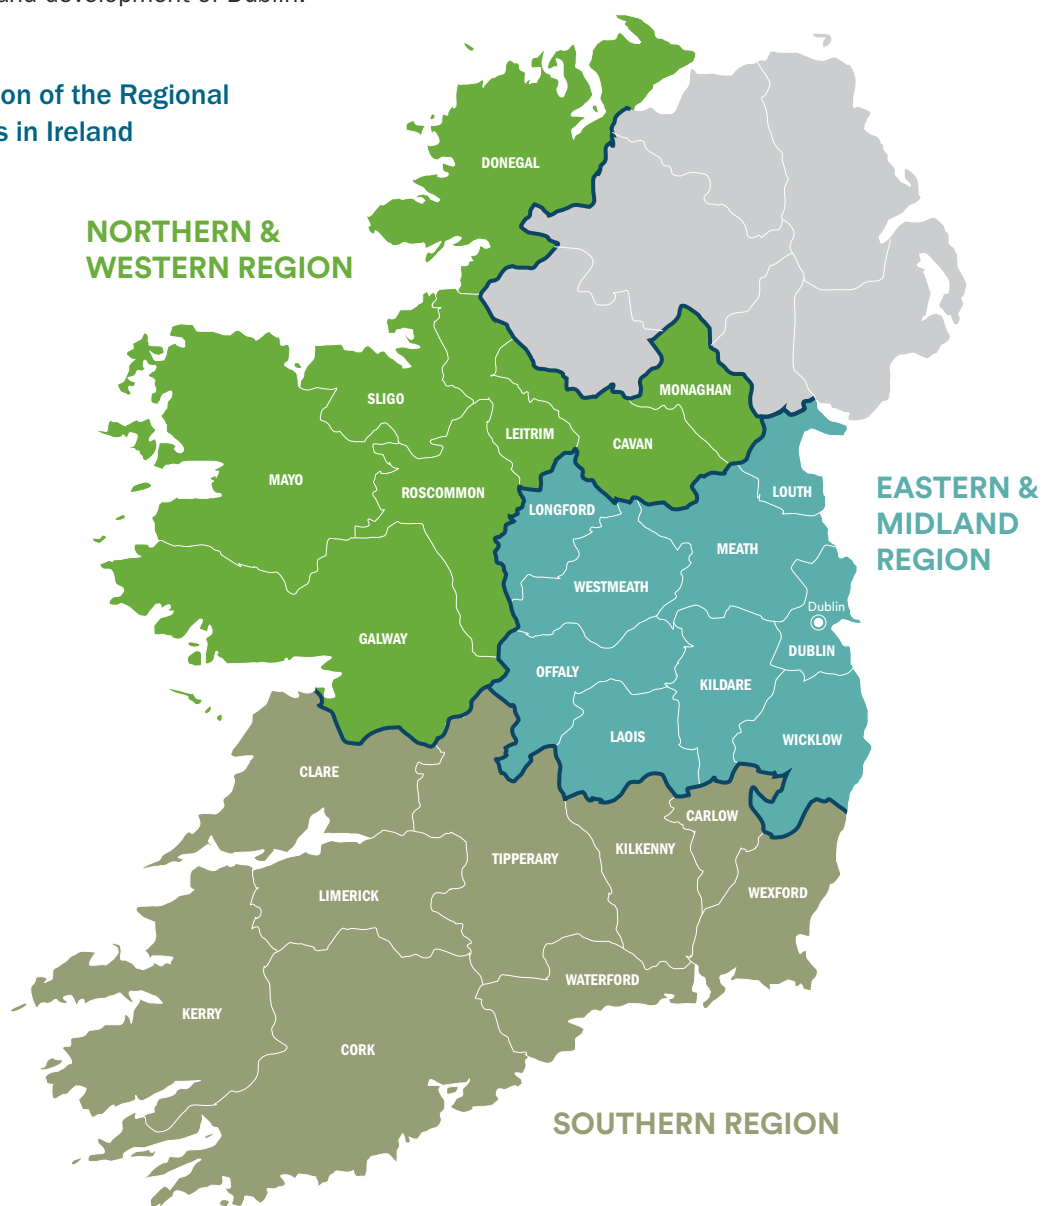 and development of Dublin.
on of the Regional
s in Ireland
NORTHERN &
WESTERN REGION
DONEGAL
MONAGHAN
SLIGO
LEITRIM
CAVAN
MAYO
ROSCOMMON
LONGFORD
LOUTH
EASTERN &
MIDLAND
REGION
MEATH
WESTMEATH
Dublin
GALWAY
DUBLIN
OFFALY
KILDARE
LAOIS
WICKLOW
CLARE
CARLOW
TIPPERARY
KILKENNY
LIMERICK
WEXFORD
WATERFORD
KERRY
CORK
SOUTHERN REGION